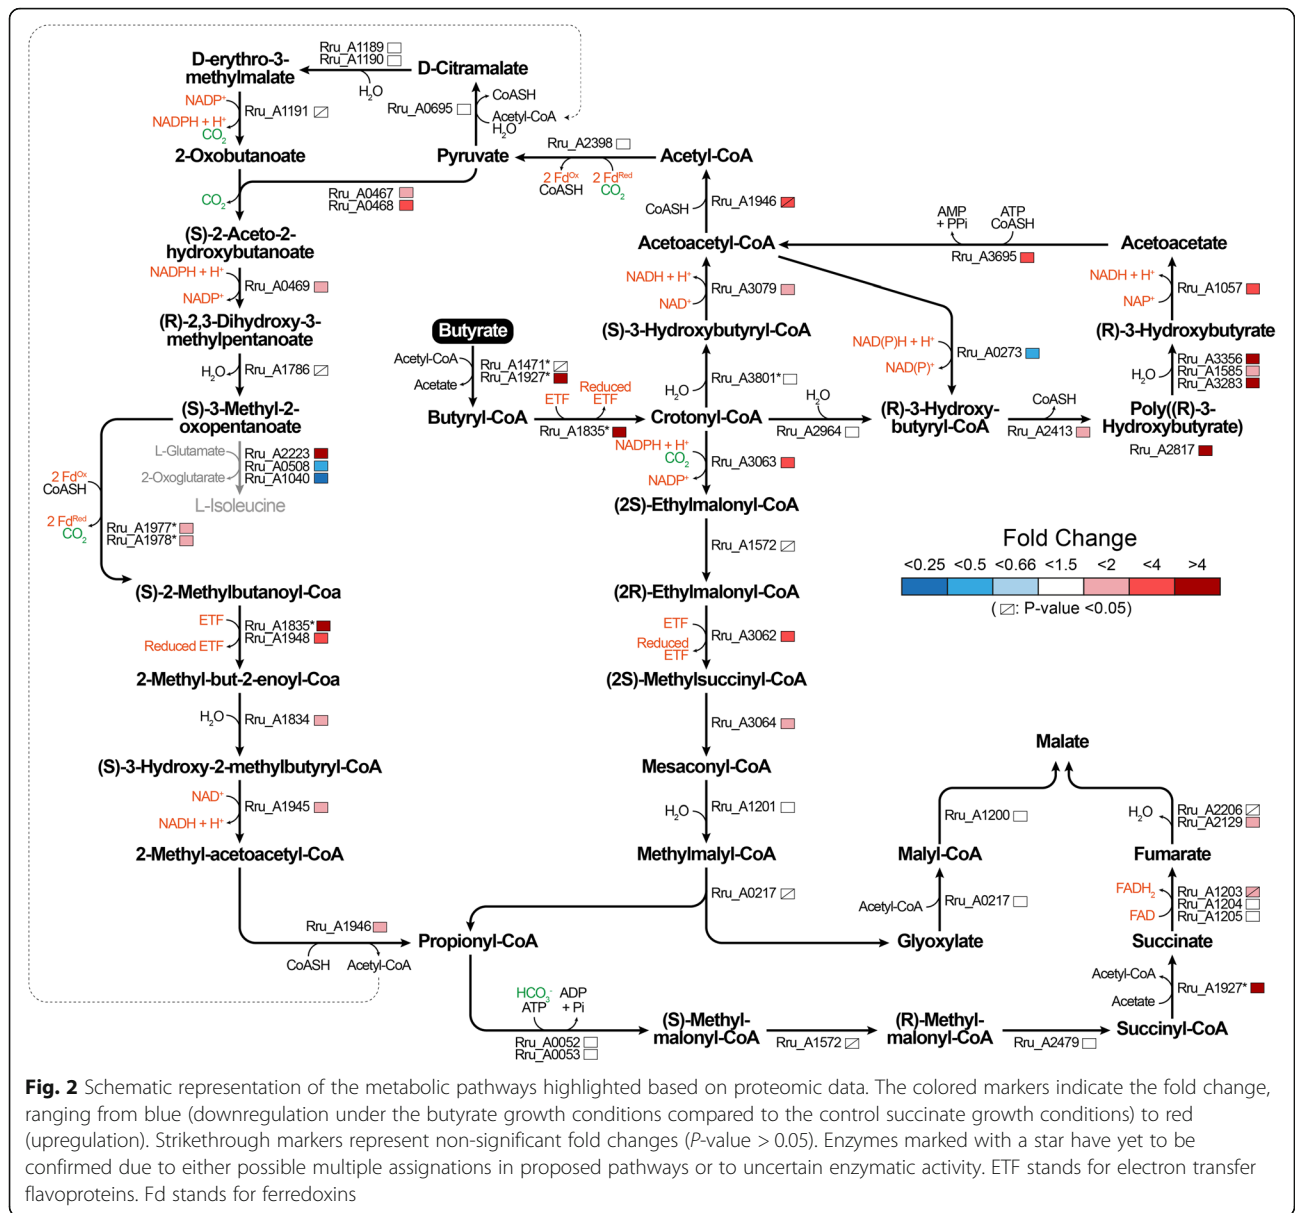 D-erythro-3-
methylmalate
Rru_A1189
Rru_A1190
H2O
D-Citramalate
NADP+
NADPH + H+
CO2
Rru_A1191
Rru_A0695
CoASH
Acetyl-CoA
H2O
2-Oxobutanoate
Pyruvate
Rru_A2398
2 FdOx
CoASH
2 FdRed
CO2
Acetyl-CoA
CO2
Rru_A0467
Rru_A0468
CoASH
Rru_A1946
(S)-2-Aceto-2-
hydroxybutanoate
Acetoacetyl-CoA
AMP
+ PPi
ATP
CoASH
Rru_A3695
Acetoacetate
NADPH + H+
NADP+
Rru_A0469
NADH + H+
NAD+
Rru_A3079
NADH + H+
NAP+
Rru_A1057
(R)-2,3-Dihydroxy-3-
methylpentanoate
Butyrate
(S)-3-Hydroxybutyryl-CoA
NAD(P)H + H+
NAD(P)+
Rru_A0273
(R)-3-Hydroxybutyrate
H2O
Rru_A1786
Acetyl-CoA
Acetate
Rru_A1471*
Rru_A1927*
H2O
Rru_A3801*
H2O
Rru_A3356
Rru_A1585
Rru_A3283
(S)-3-Methyl-2-
oxopentanoate
Butyryl-CoA
ETF
Reduced
ETF
Rru_A1835*
Crotonyl-CoA
H2O
Rru_A2964
(R)-3-Hydroxy-
butyryl-CoA
CoASH
Rru_A2413
Poly((R)-3-
Hydroxybutyrate)
Rru_A2817
L-Glutamate
2-Oxoglutarate
Rru_A2223
Rru_A0508
Rru_A1040
L-Isoleucine
NADPH + H+
CO2
NADP+
Rru_A3063
2 FdOx
CoASH
2 FdRed
CO2
Rru_A1977*
Rru_A1978*
(2S)-Ethylmalonyl-CoA
Rru_A1572
Fold Change
<0.25 <0.5 <0.66 <1.5 <2 <4 >4
( : P-value <0.05)
(S)-2-Methylbutanoyl-Coa
(2R)-Ethylmalonyl-CoA
ETF
Reduced ETF
Rru_A1835*
Rru_A1948
ETF
Reduced
ETF
Rru_A3062
2-Methyl-but-2-enoyl-Coa
(2S)-Methylsuccinyl-CoA
H2O
Rru_A1834
Rru_A3064
(S)-3-Hydroxy-2-methylbutyryl-CoA
Mesaconyl-CoA
Malate
NAD+
NADH + H+
Rru_A1945
H2O
Rru_A1201
Rru_A1200
H2O
Rru_A2206
Rru_A2129
2-Methyl-acetoacetyl-CoA
Methylmalyl-CoA
Malyl-CoA
Fumarate
Rru_A0217
Acetyl-CoA
Rru_A0217
FADH2
FAD
Rru_A1203
Rru_A1204
Rru_A1205
Rru_A1946
CoASH
Acetyl-CoA
Propionyl-CoA
Glyoxylate
Succinate
Acetyl-CoA
Acetate
Rru_A1927*
HCO3-
ATP
ADP
+ Pi
Rru_A0052
Rru_A0053
(S)-Methyl-
malonyl-CoA
Rru_A1572
(R)-Methyl-
malonyl-CoA
Rru_A2479
Succinyl-CoA
Fig. 2 Schematic representation of the metabolic pathways highlighted based on proteomic data. The colored markers indicate the fold change,
ranging from blue (downregulation under the butyrate growth conditions compared to the control succinate growth conditions) to red
(upregulation). Strikethrough markers represent non-significant fold changes (P-value > 0.05). Enzymes marked with a star have yet to be
confirmed due to either possible multiple assignations in proposed pathways or to uncertain enzymatic activity. ETF stands for electron transfer
flavoproteins. Fd stands for ferredoxins